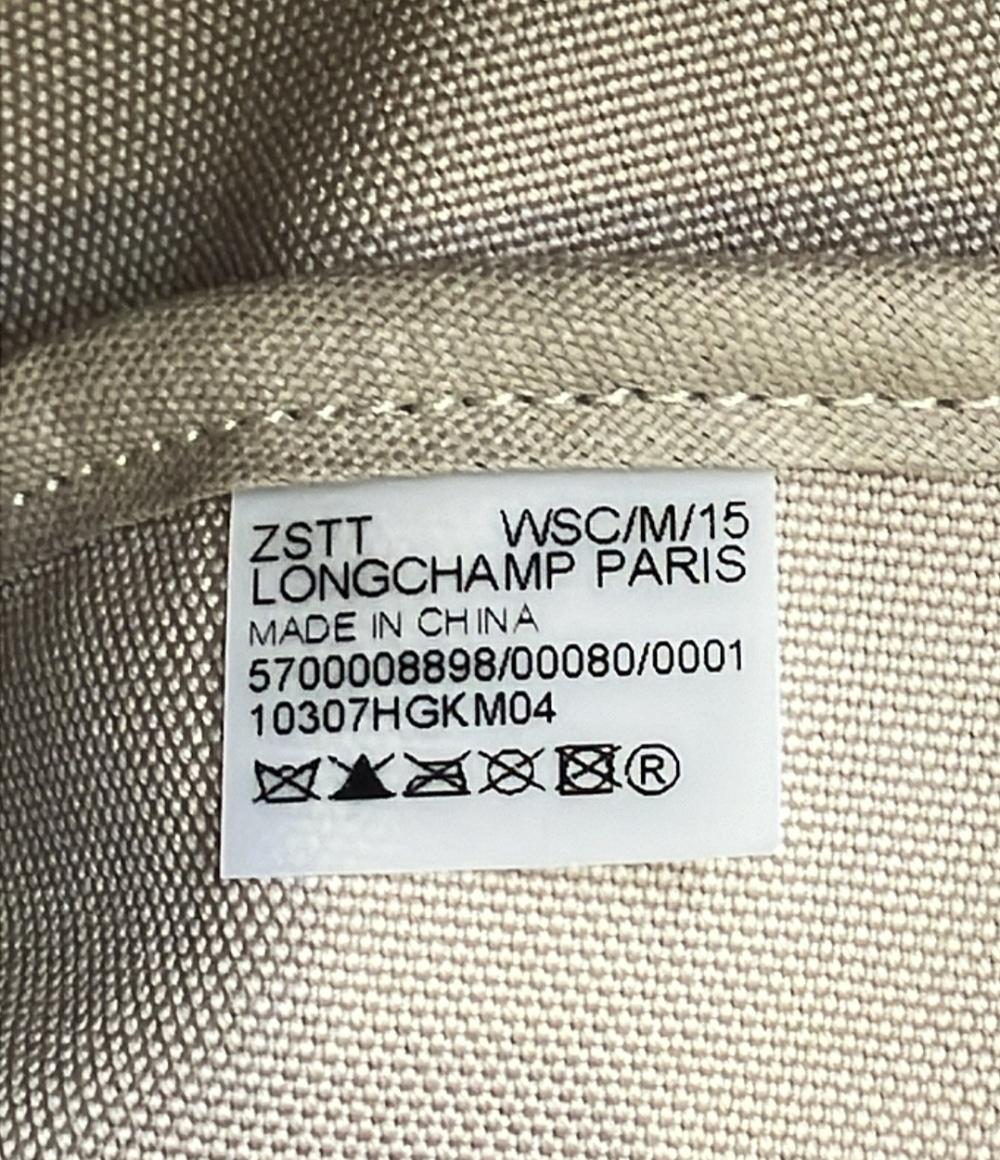 ZSTT WSC/M/15
LONGCHAMP PARIS
MADE IN CHINA
5700008898/00080/0001
10307HGKM04
®